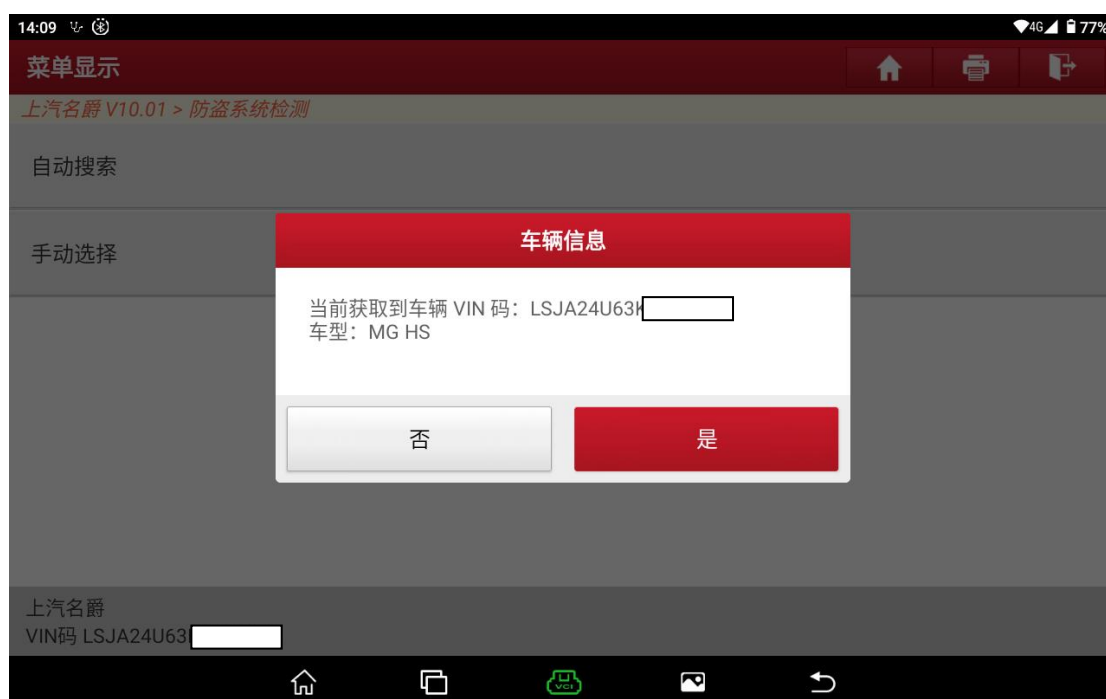 14:09
4G 77%
菜单显示
上汽名爵 V10.01 > 防盗系统检测
自动搜索
手动选择
车辆信息
当前获取到车辆 VIN 码：LSJA24U63K
车型：MG HS
否
是
上汽名爵
VIN码 LSJA24U63
VCI